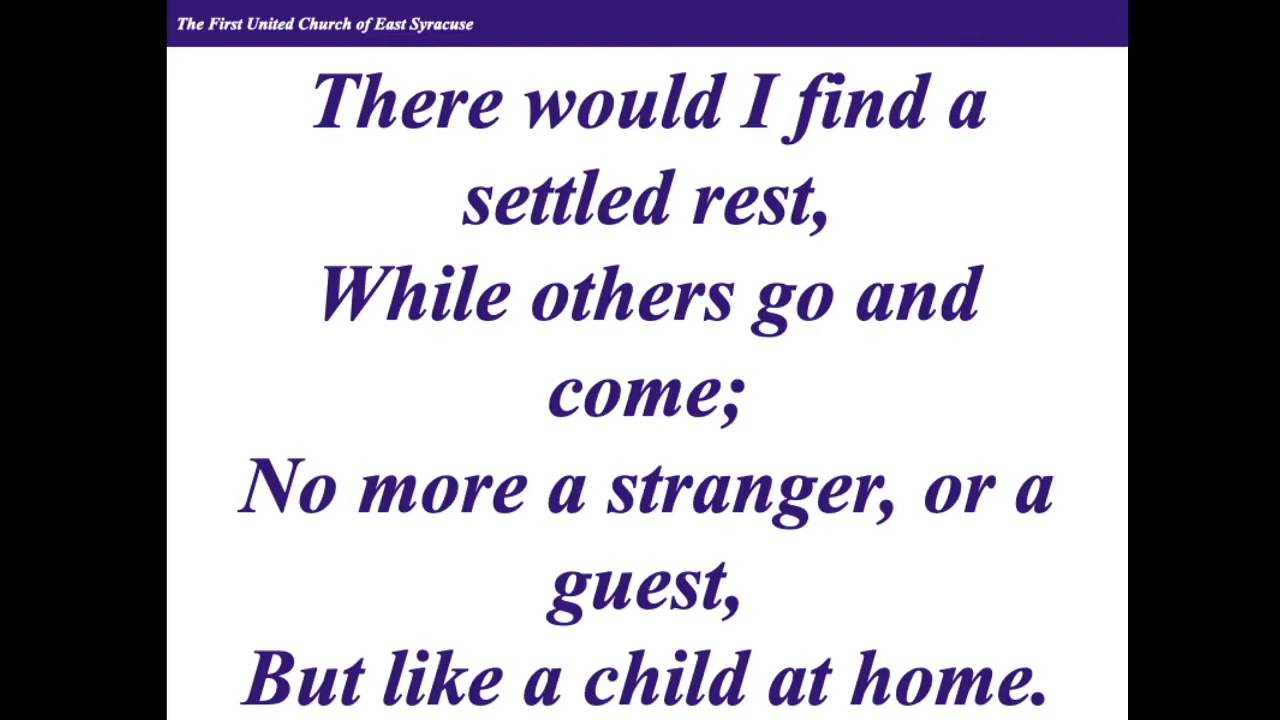 The First United Church of East Syracuse
There would I find a
settled rest,
While others go and
come;
No more a stranger, or a
guest,
But like a child at home.